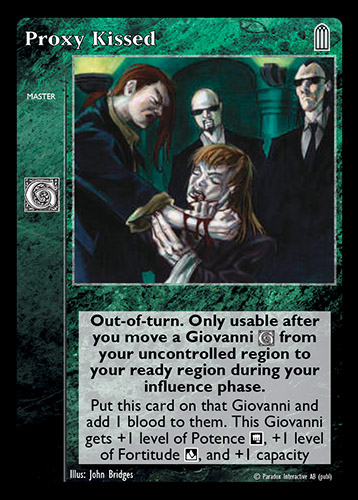 Proxy Kissed
MASTER
Out-of-turn. Only usable after
you move a Giovanni from
your uncontrolled region to
your ready region during your
influence phase.
Put this card on that Giovanni and
add 1 blood to them. This Giovanni
gets +1 level of Potence , +1 level
of Fortitude , and +1 capacity
Illus: John Bridges
© Paradox Interactive AB (publ)